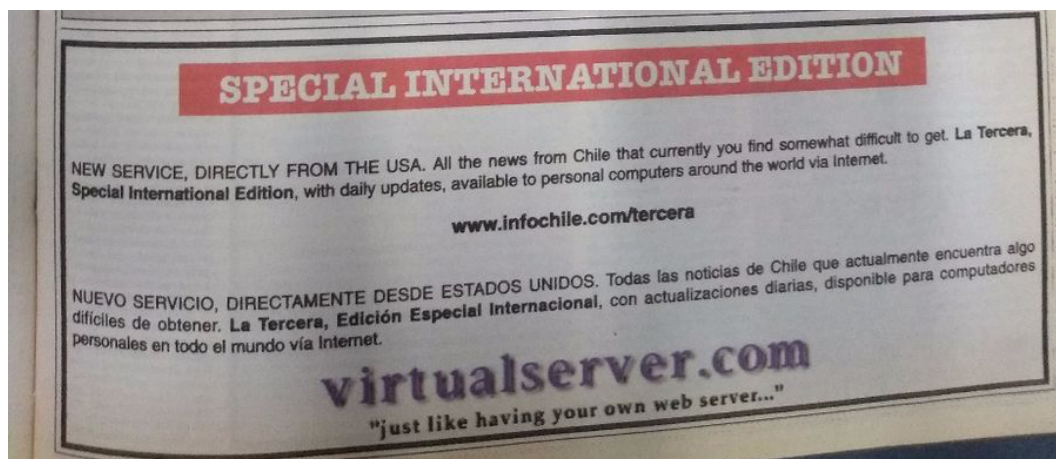 SPECIAL INTERNATIONAL EDITION
NEW SERVICE, DIRECTLY FROM THE USA. All the news from Chile that currently you find somewhat difficult to get. La Tercera,
Special International Edition, with daily updates, available to personal computers around the world via Internet.
www.infochile.com/tercera
NUEVO SERVICIO, DIRECTAMENTE DESDE ESTADOS UNIDOS. Todas las noticias de Chile que actualmente encuentra algo
difíciles de obtener. La Tercera, Edición Especial Internacional, con actualizaciones diarias, disponible para computadores
personales en todo el mundo vía Internet.
virtualserver.com
"just like having your own web server..."